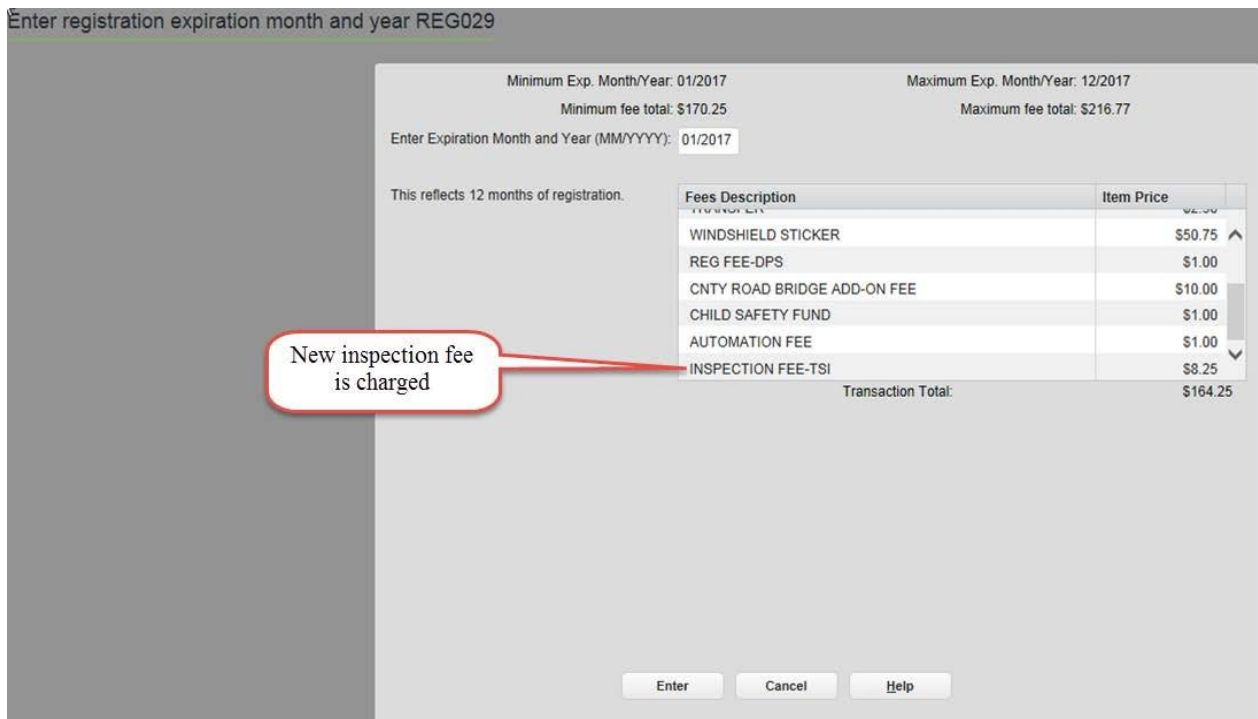 Enter registration expiration month and year REG029
Minimum Exp. Month/Year: 01/2017 Maximum Exp. Month/Year: 12/2017
Minimum fee total: $170.25 Maximum fee total: $216.77
Enter Expiration Month and Year (MM/YYYY): 01/2017
This reflects 12 months of registration.
Fees Description Item Price
TRANSFER $2.50
WINDSHIELD STICKER $50.75
REG FEE-DPS $1.00
CNTY ROAD BRIDGE ADD-ON FEE $10.00
CHILD SAFETY FUND $1.00
AUTOMATION FEE $1.00
INSPECTION FEE-TSI $8.25
Transaction Total: $164.25
New inspection fee
is charged
Enter Cancel Help